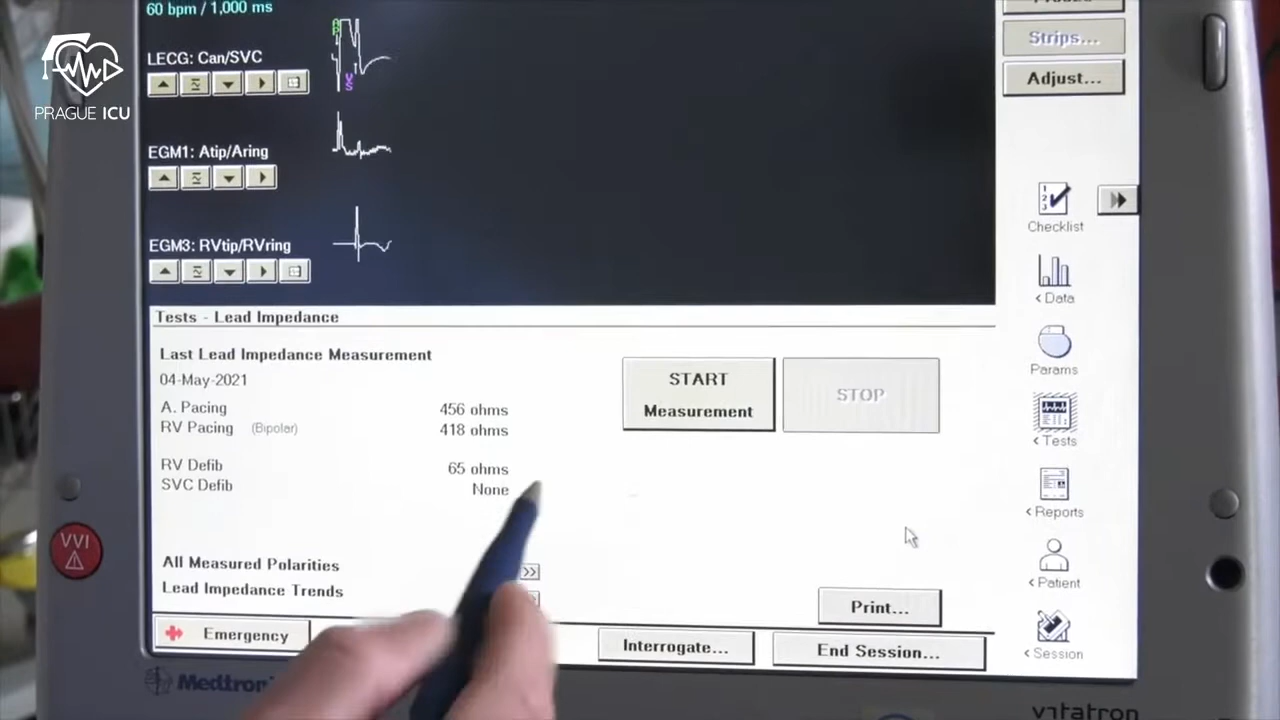 60 bpm / 1,000 ms
PRAGUE ICU
LECG: Can/SVC
A
P
V
S
EGM1: Atip/Aring
EGM3: RVtip/RVring
Strips...
Adjust...
Checklist
< Data
Params
< Tests
< Reports
< Patient
< Session
Tests - Lead Impedance
Last Lead Impedance Measurement
04-May-2021
A. Pacing 456 ohms
RV Pacing (Bipolar) 418 ohms
RV Defib 65 ohms
SVC Defib None
START
Measurement
STOP
All Measured Polarities >>
Lead Impedance Trends
Print...
Emergency
Interrogate...
End Session...
VVI
vitatron